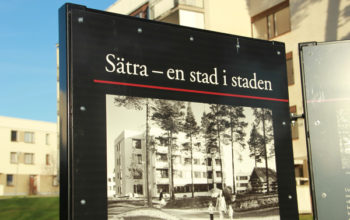 Sätra – en stad i staden